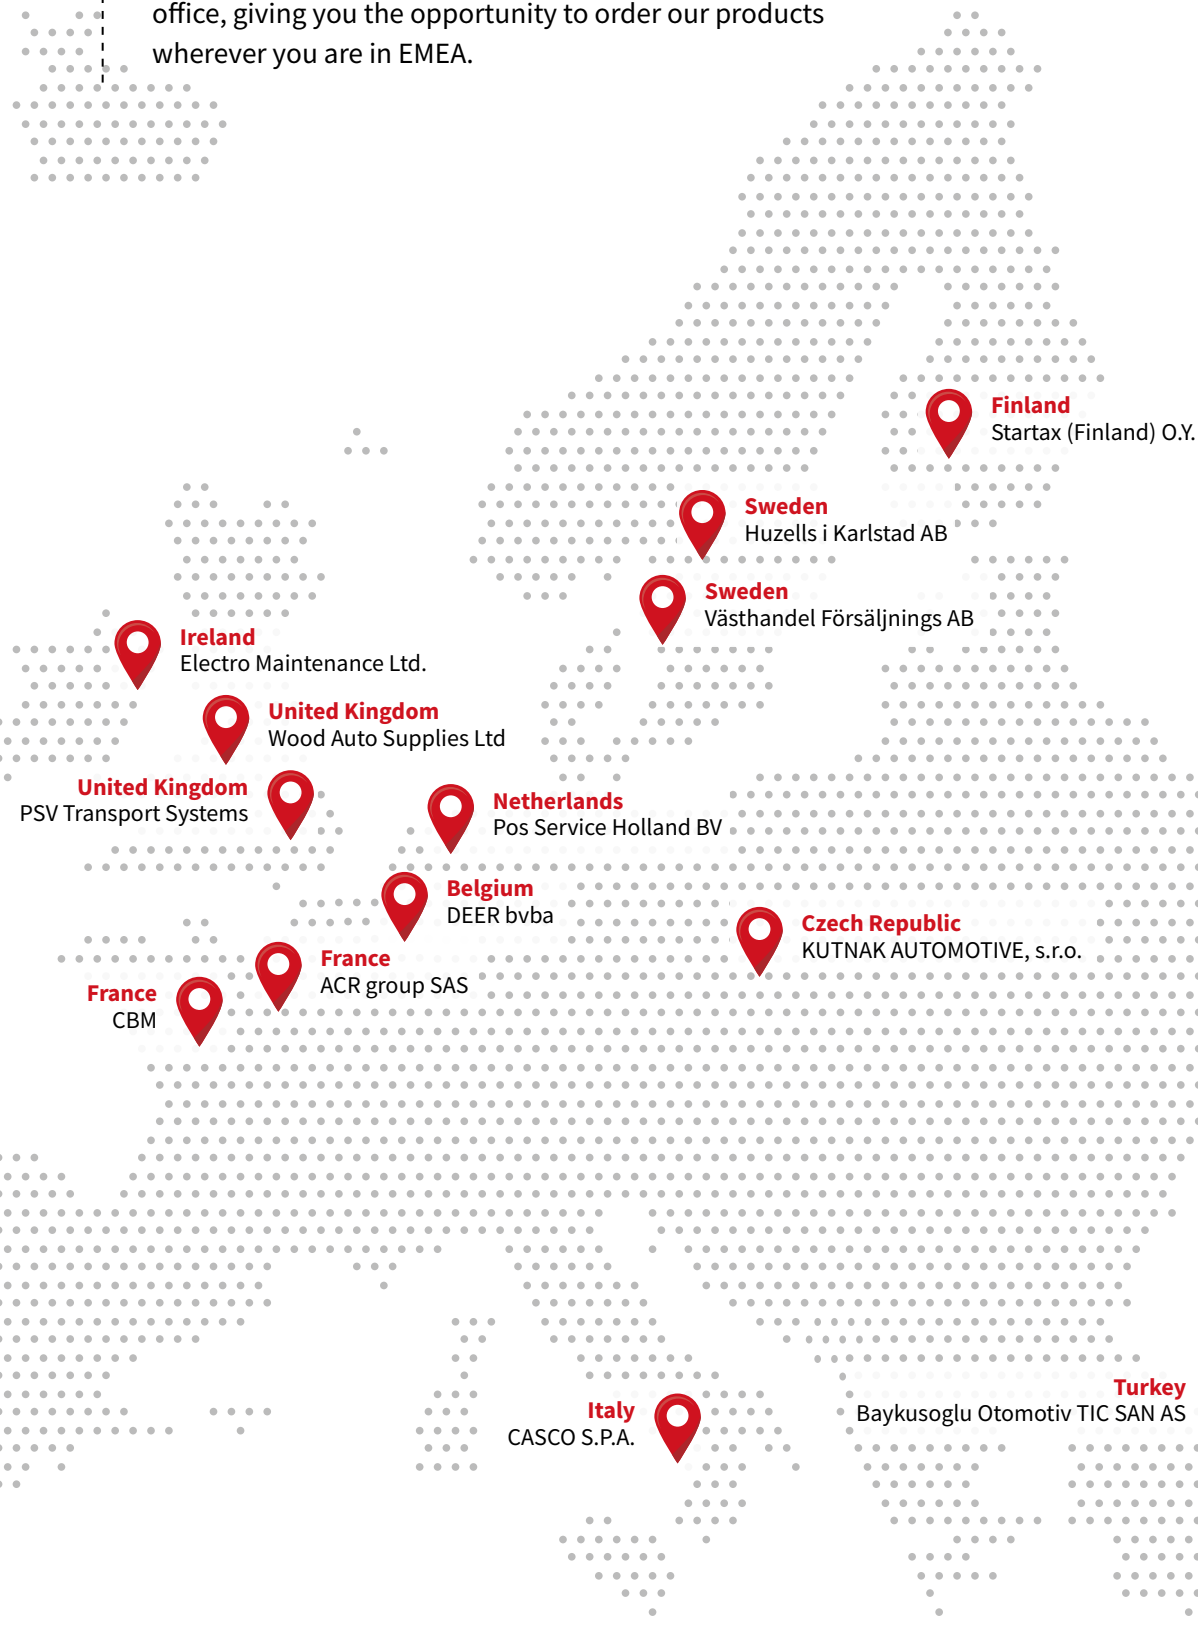 office, giving you the opportunity to order our products
wherever you are in EMEA.
Finland
Startax (Finland) O.Y.
Sweden
Huzells i Karlstad AB
Sweden
Västhandel Försäljnings AB
Ireland
Electro Maintenance Ltd.
United Kingdom
Wood Auto Supplies Ltd
United Kingdom
PSV Transport Systems
Netherlands
Pos Service Holland BV
Belgium
DEER bvba
Czech Republic
KUTNAK AUTOMOTIVE, s.r.o.
France
ACR group SAS
France
CBM
Turkey
Baykusoglu Otomotiv TIC SAN AS
Italy
CASCO S.P.A.